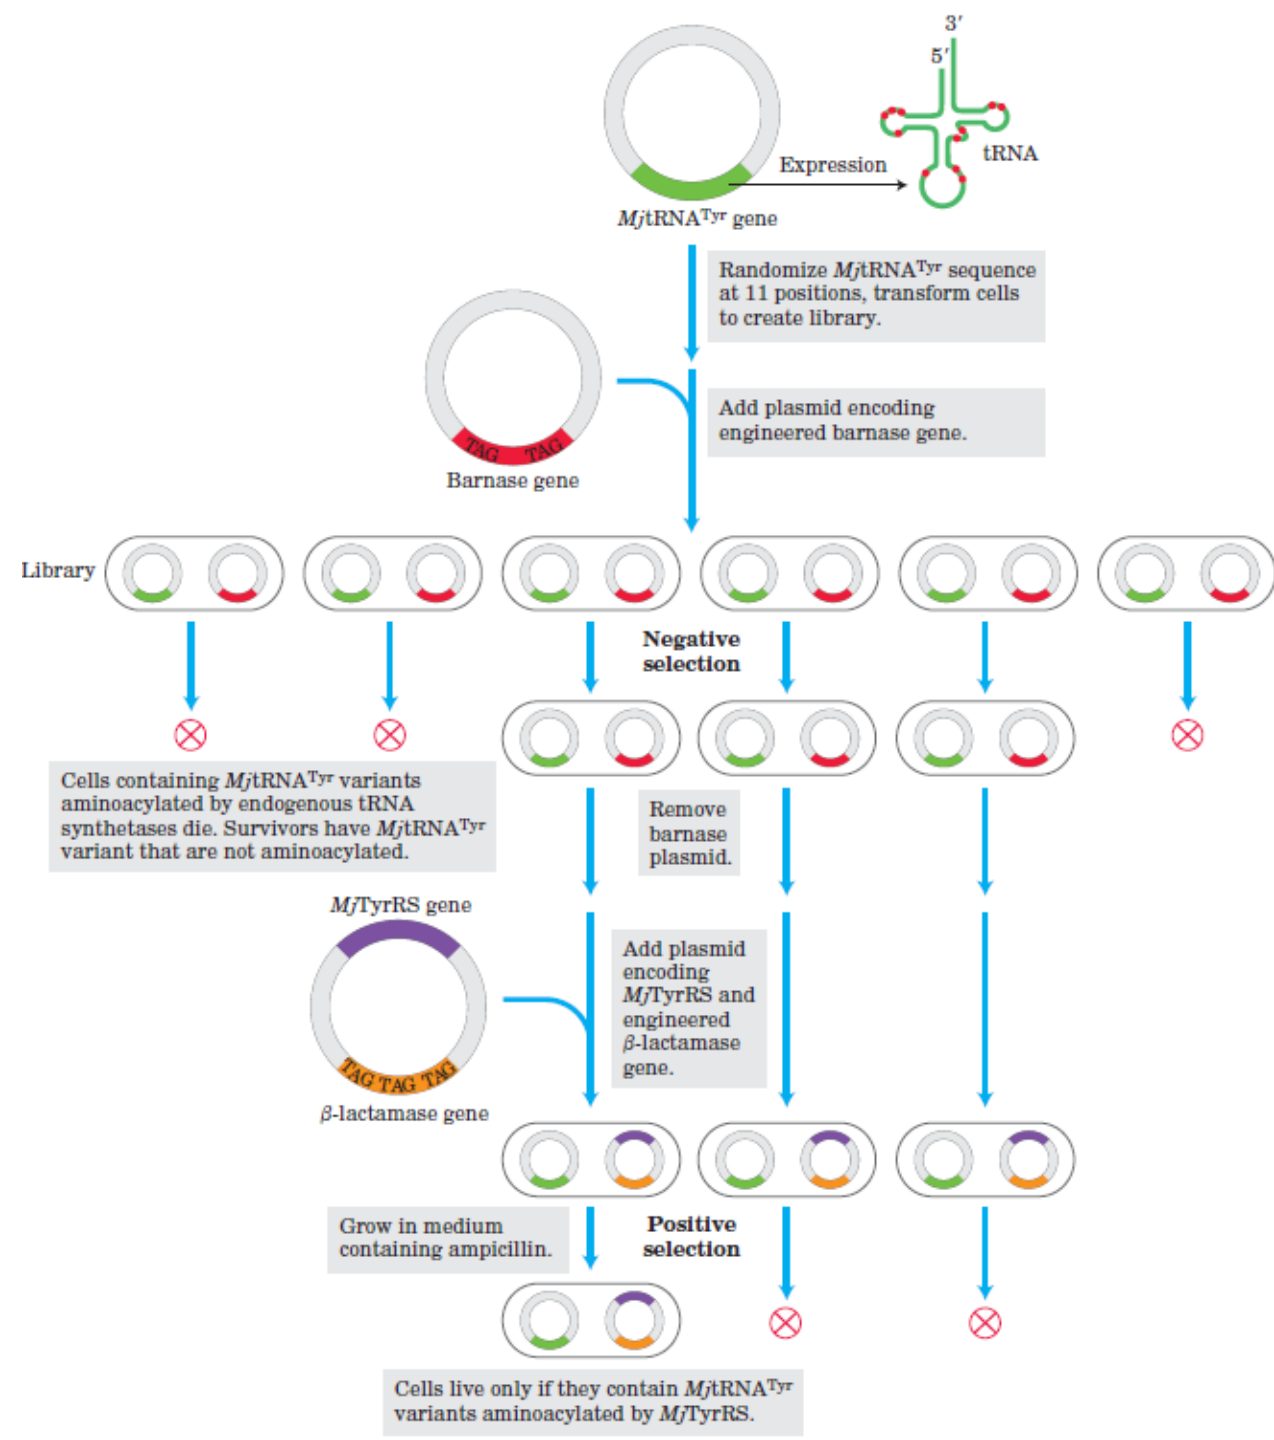 3′
5′
tRNA
Expression
MjtRNATyr gene
Randomize MjtRNATyr sequence
at 11 positions, transform cells
to create library.
Add plasmid encoding
engineered barnase gene.
TAG TAG
Barnase gene
Library
Negative
selection
Cells containing MjtRNATyr variants
aminoacylated by endogenous tRNA
synthetases die. Survivors have MjtRNATyr
variant that are not aminoacylated.
Remove
barnase
plasmid.
MjTyrRS gene
Add plasmid
encoding
MjTyrRS and
engineered
β-lactamase
gene.
TAG TAG TAG
β-lactamase gene
Grow in medium
containing ampicillin.
Positive
selection
Cells live only if they contain MjtRNATyr
variants aminoacylated by MjTyrRS.